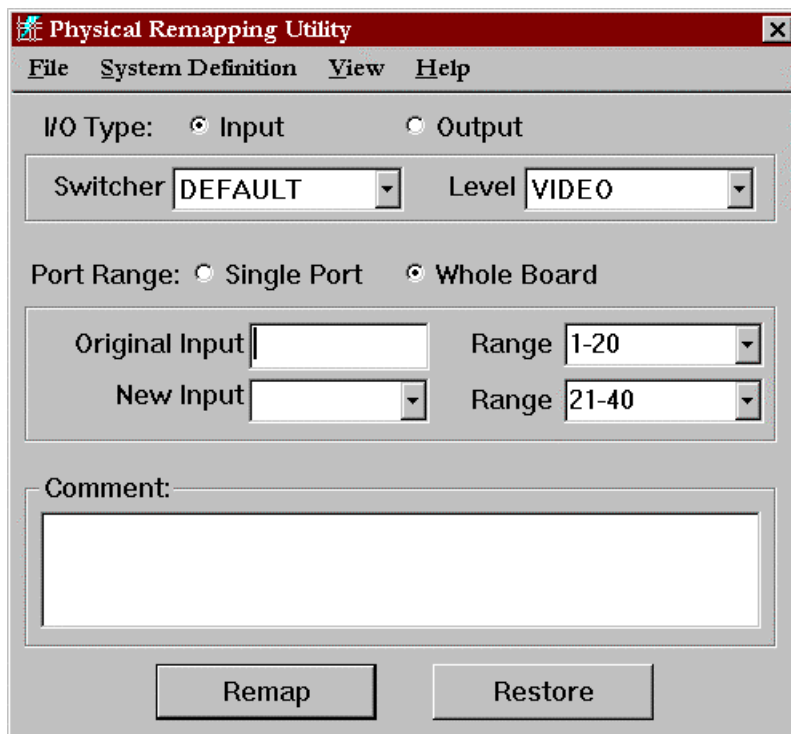 Physical Remapping Utility
File System Definition View Help
I/O Type: Input Output
Switcher DEFAULT Level VIDEO
Port Range: Single Port Whole Board
Original Input Range 1-20
New Input Range 21-40
Comment:
Remap Restore